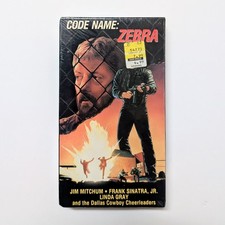 CODE NAME:
ZEBRA
JIM MITCHUM • FRANK SINATRA, JR.
LINDA GRAY
and the Dallas Cowboy Cheerleaders